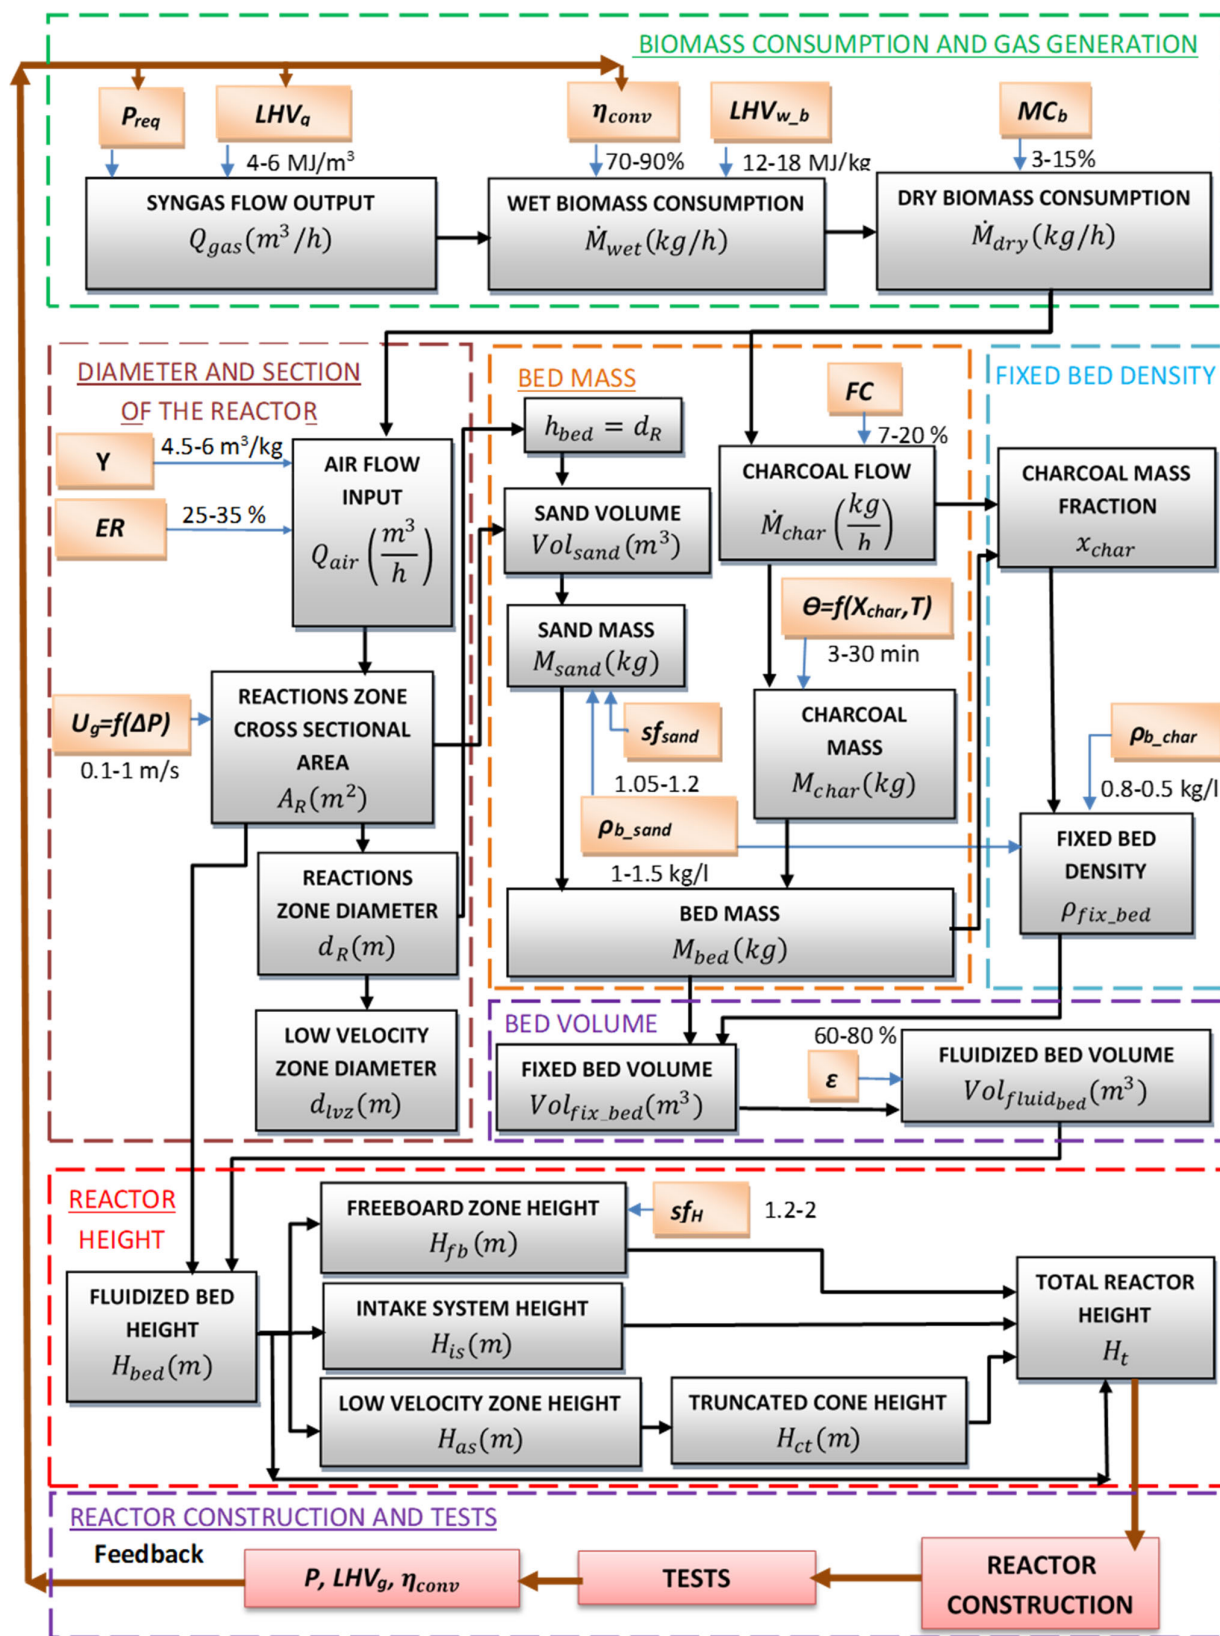 BIOMASS CONSUMPTION AND GAS GENERATION
P_req
LHV_g
η_conv
LHV_w_b
MC_b
4-6 MJ/m³
70-90%
12-18 MJ/kg
3-15%
SYNGAS FLOW OUTPUT
Q_gas(m³/h)
WET BIOMASS CONSUMPTION
Ṁ_wet(kg/h)
DRY BIOMASS CONSUMPTION
Ṁ_dry(kg/h)
DIAMETER AND SECTION
OF THE REACTOR
Y
4.5-6 m³/kg
ER
25-35 %
AIR FLOW
INPUT
Q_air (m³/h)
U_g=f(ΔP)
0.1-1 m/s
REACTIONS ZONE
CROSS SECTIONAL
AREA
A_R(m²)
REACTIONS
ZONE DIAMETER
d_R(m)
LOW VELOCITY
ZONE DIAMETER
d_lvz(m)
BED MASS
h_bed = d_R
FC
7-20 %
SAND VOLUME
Vol_sand(m³)
CHARCOAL FLOW
Ṁ_char (kg/h)
SAND MASS
M_sand(kg)
Θ=f(X_char,T)
3-30 min
sf_sand
1.05-1.2
CHARCOAL
MASS
M_char(kg)
ρ_b_sand
1-1.5 kg/l
BED MASS
M_bed(kg)
FIXED BED DENSITY
CHARCOAL MASS
FRACTION
x_char
ρ_b_char
0.8-0.5 kg/l
FIXED BED
DENSITY
ρ_fix_bed
BED VOLUME
FIXED BED VOLUME
Vol_fix_bed(m³)
60-80 %
ε
FLUIDIZED BED VOLUME
Vol_fluid_bed(m³)
REACTOR
HEIGHT
FLUIDIZED BED
HEIGHT
H_bed(m)
FREEBOARD ZONE HEIGHT
H_fb(m)
sf_H
1.2-2
INTAKE SYSTEM HEIGHT
H_is(m)
LOW VELOCITY ZONE HEIGHT
H_as(m)
TRUNCATED CONE HEIGHT
H_ct(m)
TOTAL REACTOR
HEIGHT
H_t
REACTOR CONSTRUCTION AND TESTS
Feedback
P, LHV_g, η_conv
TESTS
REACTOR
CONSTRUCTION